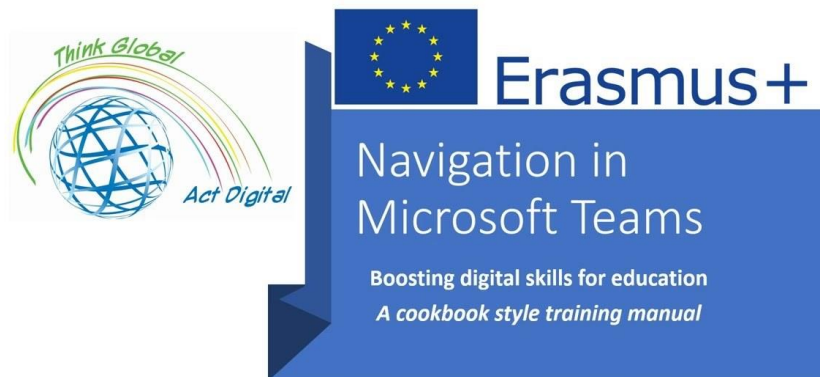 Think Global
Act Digital
Erasmus+
Navigation in
Microsoft Teams
Boosting digital skills for education
A cookbook style training manual